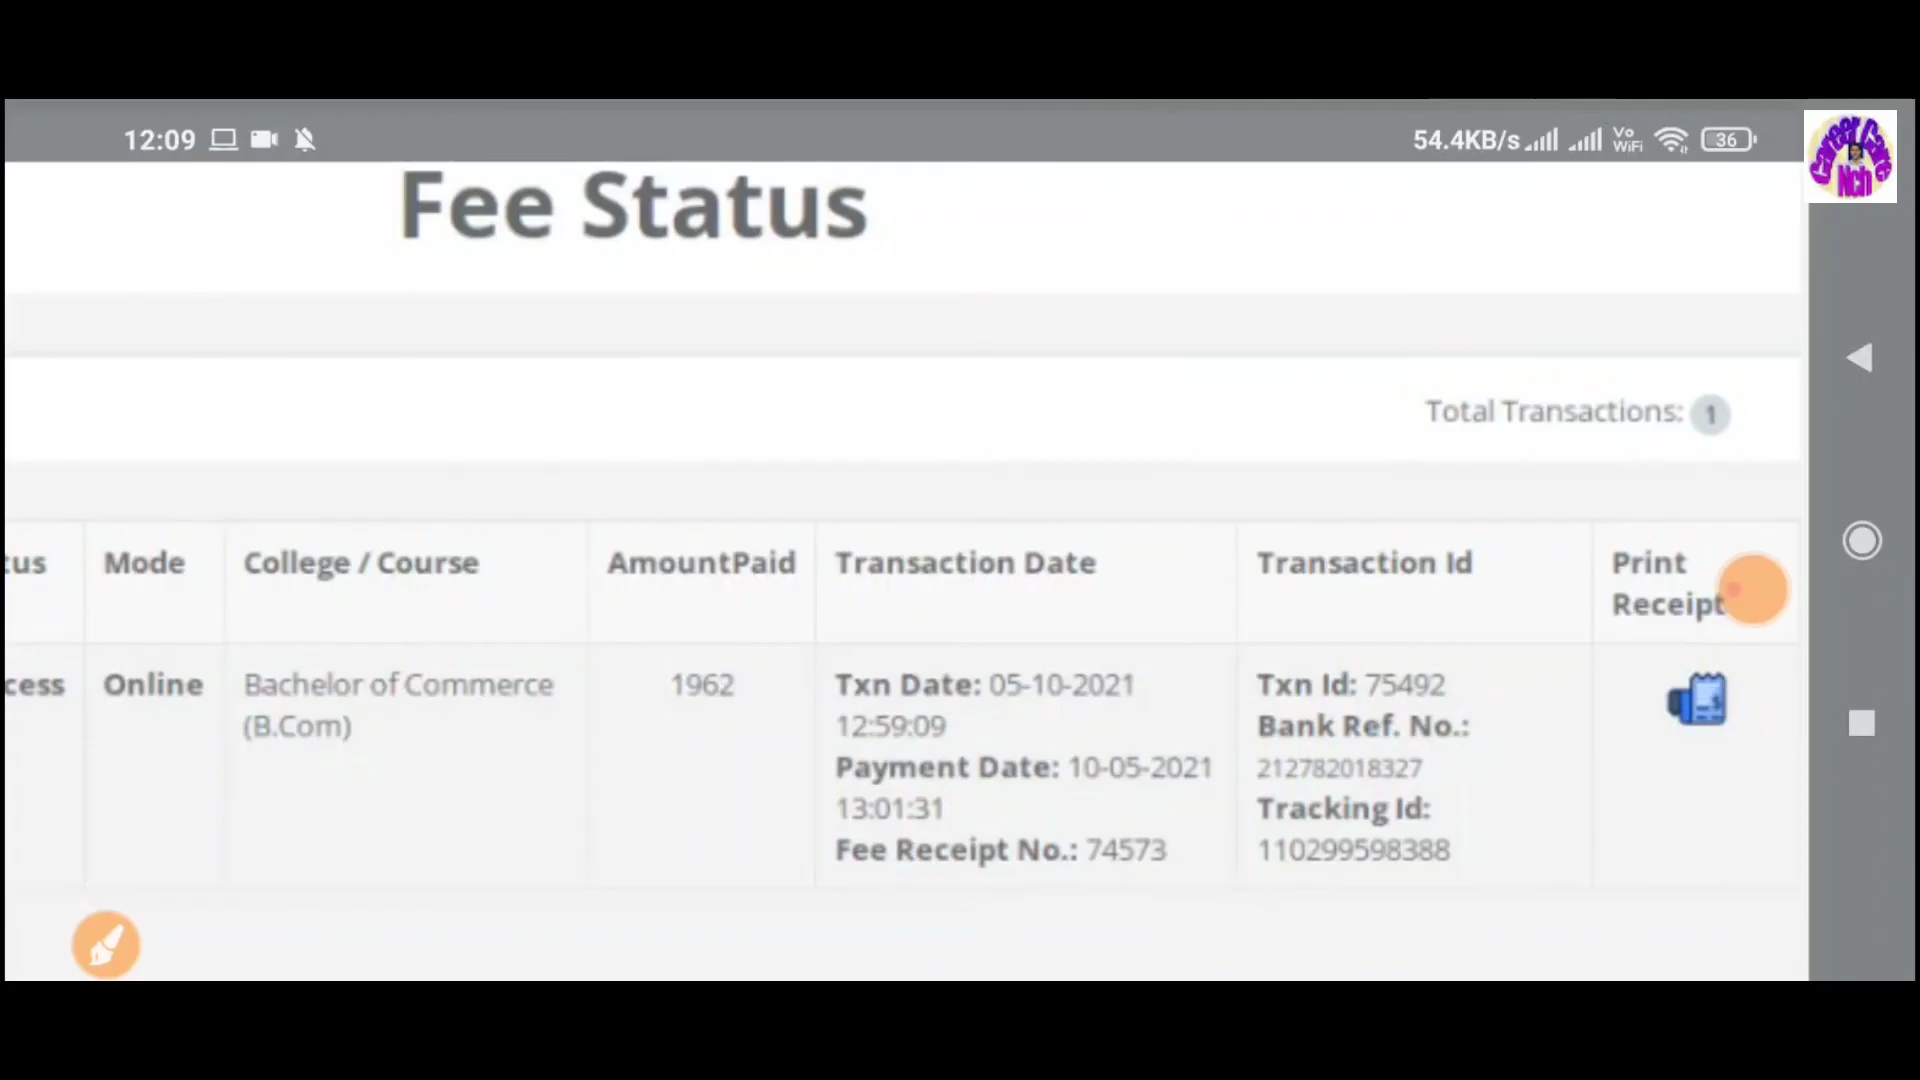 12:09
54.4KB/s Vo WiFi 36
Career Care
Nch
Fee Status
Total Transactions: 1
tus Mode College / Course AmountPaid Transaction Date Transaction Id Print
Receipt
cess Online Bachelor of Commerce 1962 Txn Date: 05-10-2021 Txn Id: 75492
(B.Com) 12:59:09 Bank Ref. No.:
Payment Date: 10-05-2021 212782018327
13:01:31 Tracking Id:
Fee Receipt No.: 74573 110299598388